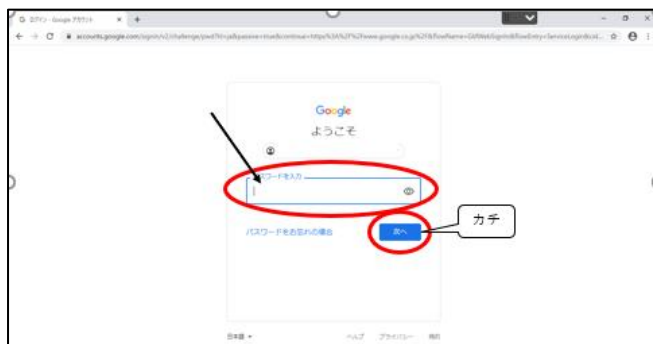 ログイン - Google アカウント
Google
ようこそ
パスワードを入力
パスワードをお忘れの場合
次へ
カチ
日本語
ヘルプ プライバシー 規約